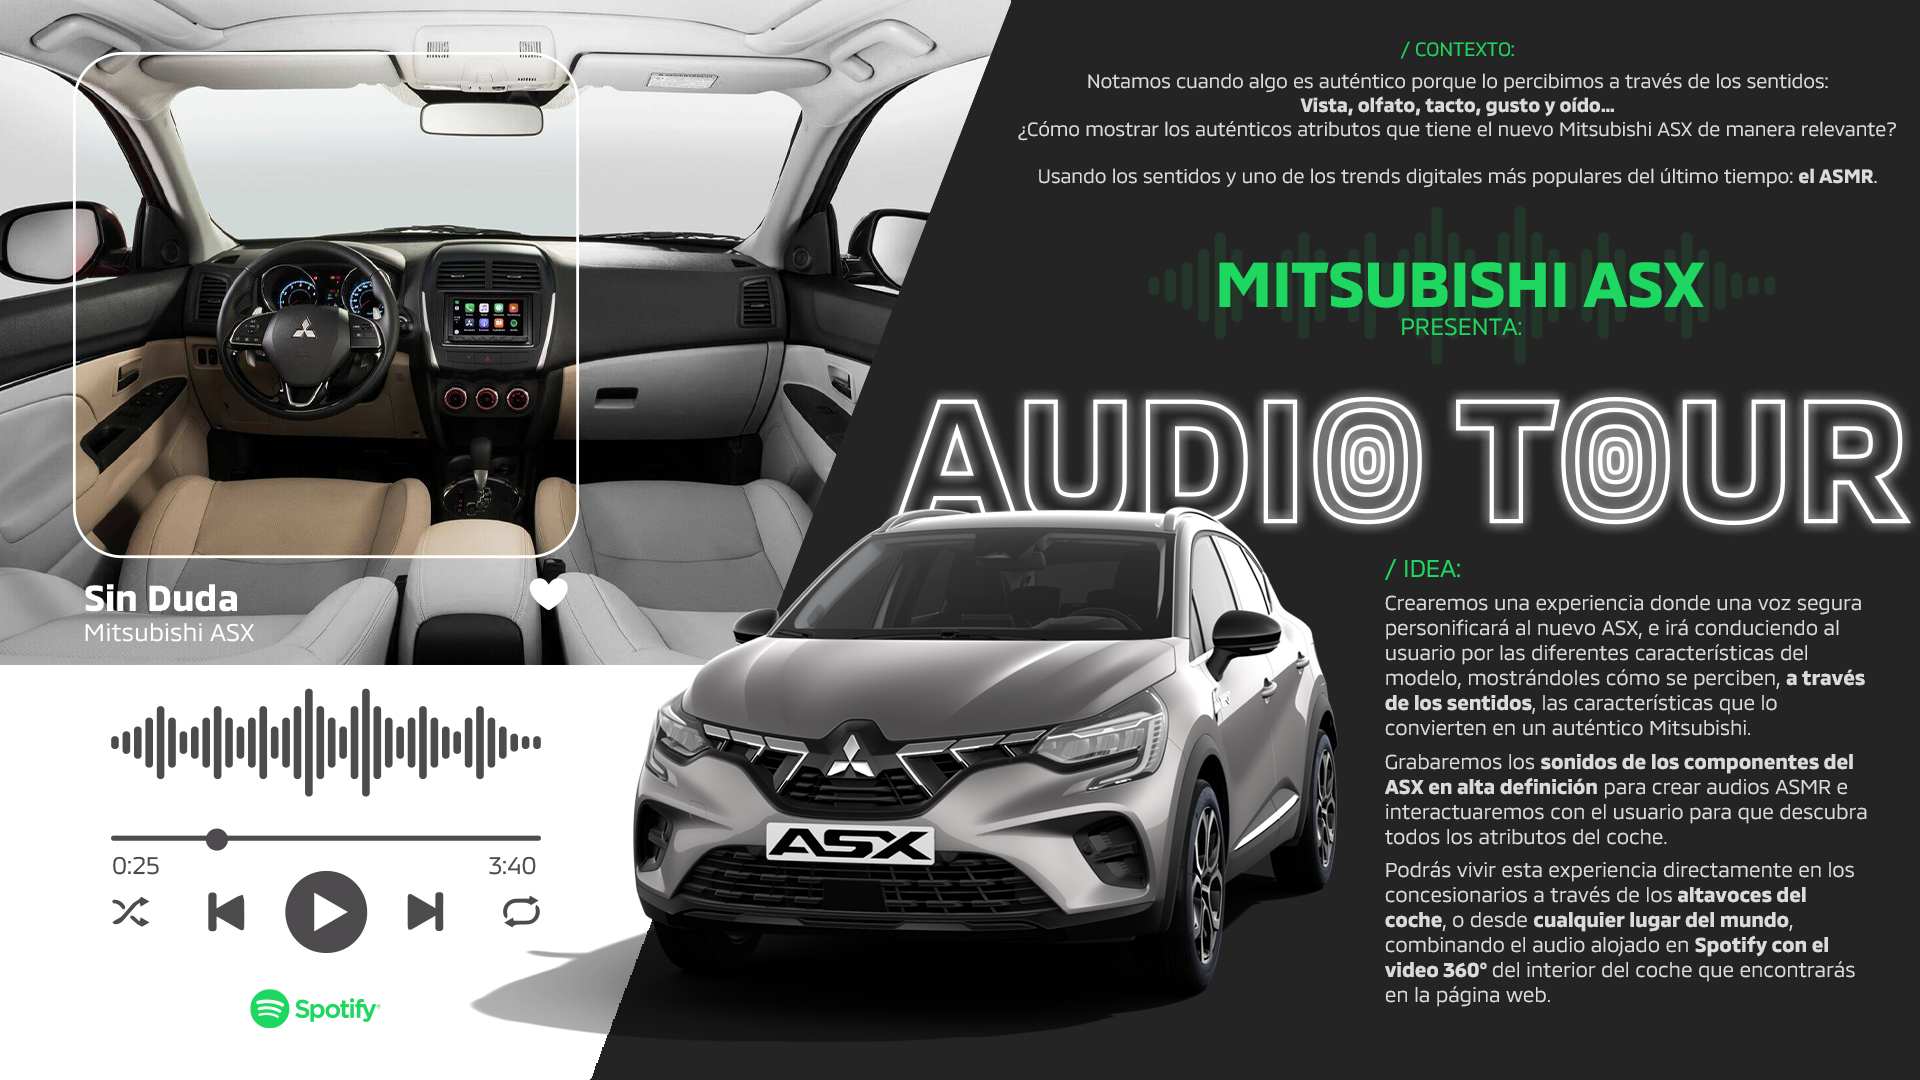 / CONTEXTO:
Notamos cuando algo es auténtico porque lo percibimos a través de los sentidos:
Vista, olfato, tacto, gusto y oído...
¿Cómo mostrar los auténticos atributos que tiene el nuevo Mitsubishi ASX de manera relevante?
Usando los sentidos y uno de los trends digitales más populares del último tiempo: el ASMR.
MITSUBISHI ASX
PRESENTA:
AUDIO TOUR
Sin Duda
Mitsubishi ASX
0:25
3:40
Spotify
ASX
/ IDEA:
Crearemos una experiencia donde una voz segura
personificará al nuevo ASX, e irá conduciendo al
usuario por las diferentes características del
modelo, mostrándoles cómo se perciben, a través
de los sentidos, las características que lo
convierten en un auténtico Mitsubishi.
Grabaremos los sonidos de los componentes del
ASX en alta definición para crear audios ASMR e
interactuaremos con el usuario para que descubra
todos los atributos del coche.
Podrás vivir esta experiencia directamente en los
concesionarios a través de los altavoces del
coche, o desde cualquier lugar del mundo,
combinando el audio alojado en Spotify con el
video 360° del interior del coche que encontrarás
en la página web.